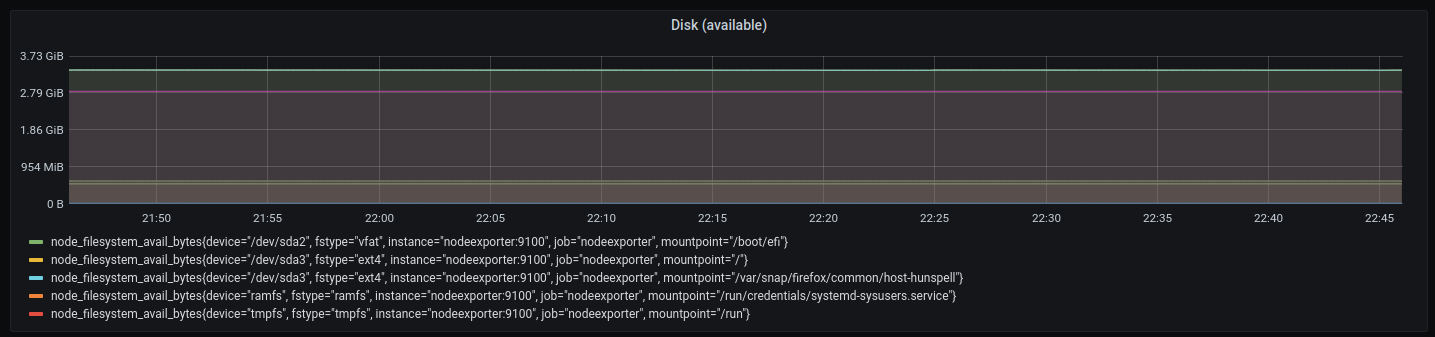 Disk (available)
3.73 GiB
2.79 GiB
1.86 GiB
954 MiB
0 B
21:50 21:55 22:00 22:05 22:10 22:15 22:20 22:25 22:30 22:35 22:40 22:45
node_filesystem_avail_bytes{device="/dev/sda2", fstype="vfat", instance="nodeexporter:9100", job="nodeexporter", mountpoint="/boot/efi"}
node_filesystem_avail_bytes{device="/dev/sda3", fstype="ext4", instance="nodeexporter:9100", job="nodeexporter", mountpoint="/"}
node_filesystem_avail_bytes{device="/dev/sda3", fstype="ext4", instance="nodeexporter:9100", job="nodeexporter", mountpoint="/var/snap/firefox/common/host-hunspell"}
node_filesystem_avail_bytes{device="ramfs", fstype="ramfs", instance="nodeexporter:9100", job="nodeexporter", mountpoint="/run/credentials/systemd-sysusers.service"}
node_filesystem_avail_bytes{device="tmpfs", fstype="tmpfs", instance="nodeexporter:9100", job="nodeexporter", mountpoint="/run"}